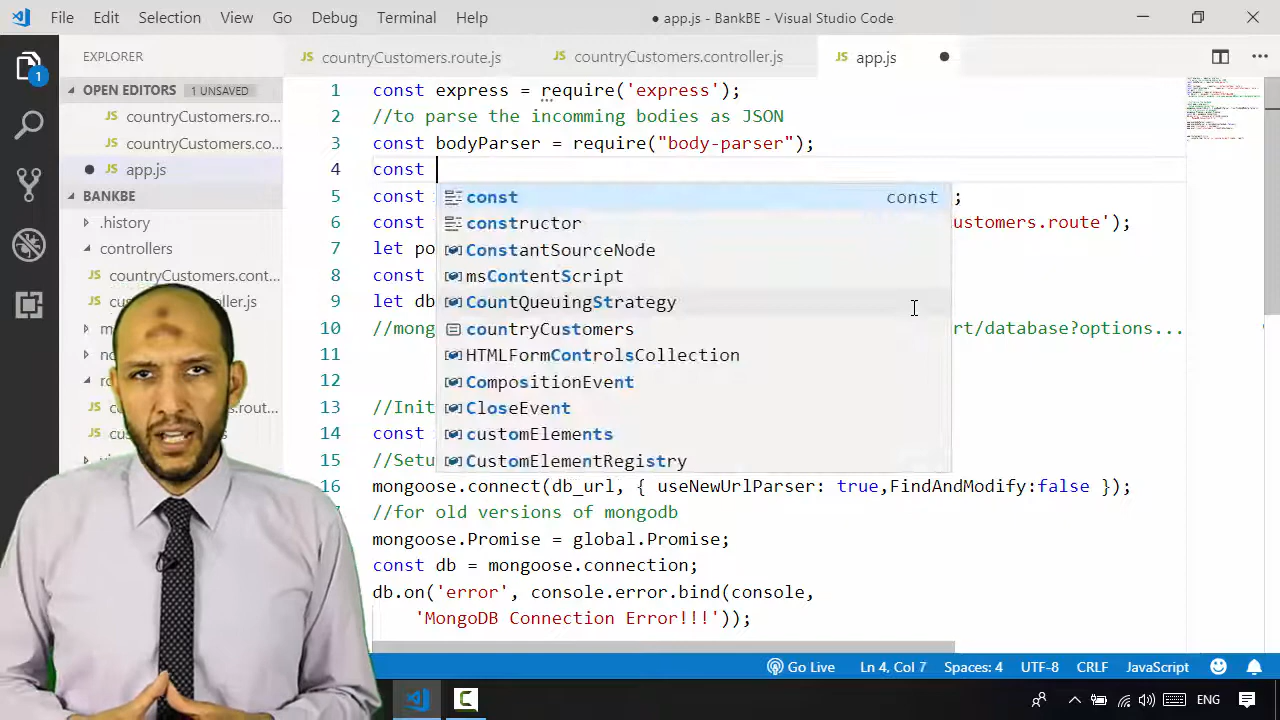 File Edit Selection View Go Debug Terminal Help ● app.js - BankBE - Visual Studio Code
EXPLORER
JS countryCustomers.route.js JS countryCustomers.controller.js JS app.js ●
OPEN EDITORS 1 UNSAVED
JS countryCustomers.ro...
JS countryCustomers.co...
● JS app.js
BANKBE
.history
controllers
JS countryCustomers.cont...
1 const express = require('express');
2 //to parse the incomming bodies as JSON
3 const bodyParser = require("body-parser");
4 const
5 const ;
6 const ustomers.route');
7 let po
8 const
9 let db
10 //mong rt/database?options...
11
12
13 //Init
14 const
15 //Setu
16 mongoose.connect(db_url, { useNewUrlParser: true,FindAndModify:false });
//for old versions of mongodb
mongoose.Promise = global.Promise;
const db = mongoose.connection;
db.on('error', console.error.bind(console,
'MongoDB Connection Error!!!'));
const const
constructor
ConstantSourceNode
msContentScript
CountQueuingStrategy
countryCustomers
HTMLFormControlsCollection
CompositionEvent
CloseEvent
customElements
CustomElementRegistry
Go Live Ln 4, Col 7 Spaces: 4 UTF-8 CRLF JavaScript
ENG